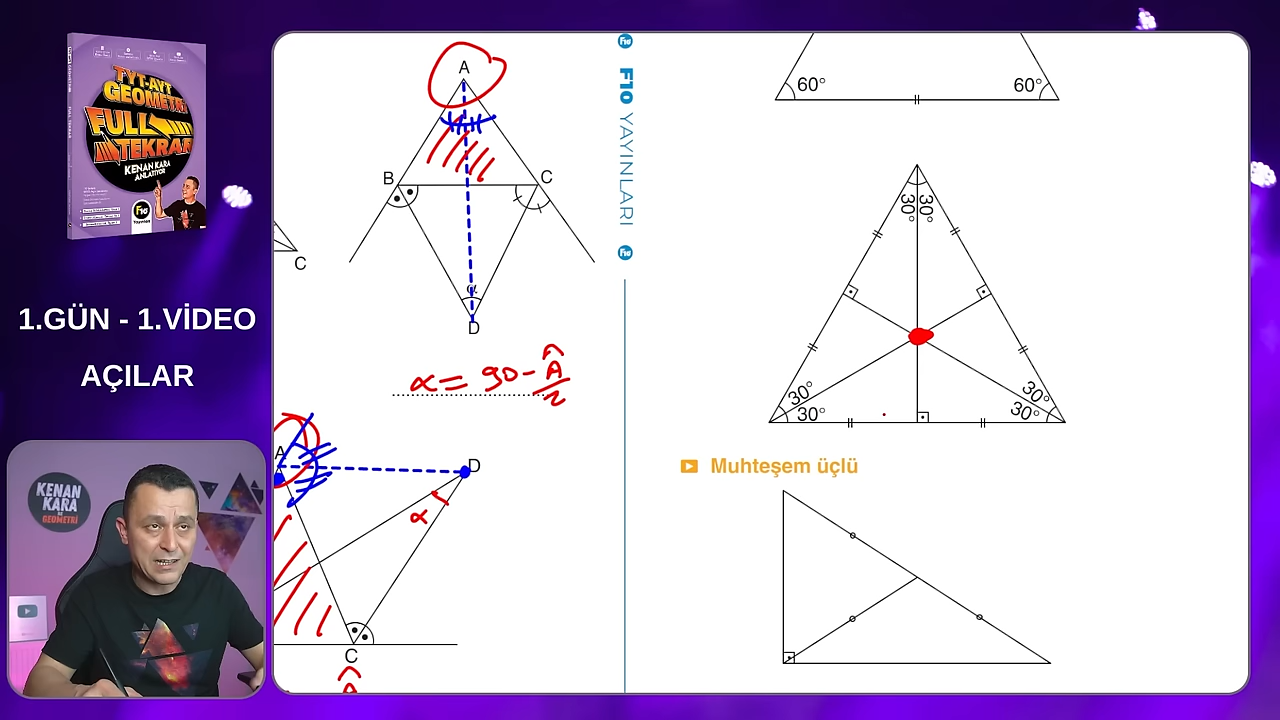 TYT-AYT
GEOMETRİ
FULL
TEKRAR
KENAN KARA
ANLATIYOR
F10
1.GÜN - 1.VİDEO
AÇILAR
KENAN
KARA
GEOMETRİ
A
B
C
α
D
α = 90 - Â/2
C
A
D
α
C
F10 YAYINLARI
60°
60°
30°
30°
30°
30°
30°
30°
Muhteşem üçlü